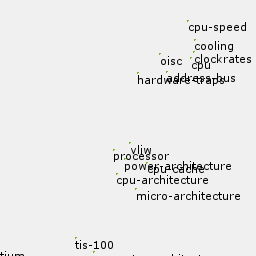 cpu-speed
cooling
clockrates
oisc
cpu
address-bus
hardware-traps
vliw
processor
power-architecture
cpu-cache
cpu-architecture
micro-architecture
tis-100